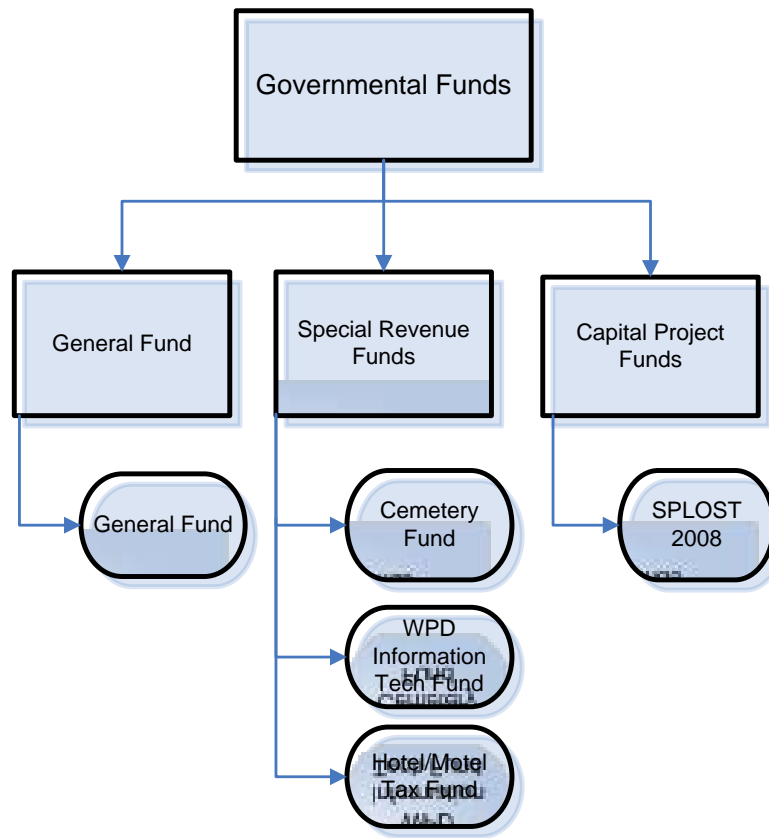 Governmental Funds
General Fund
Special Revenue
Funds
Capital Project
Funds
General Fund
Cemetery
Fund
SPLOST
2008
WPD
Information
Tech Fund
Hotel/Motel
Tax Fund